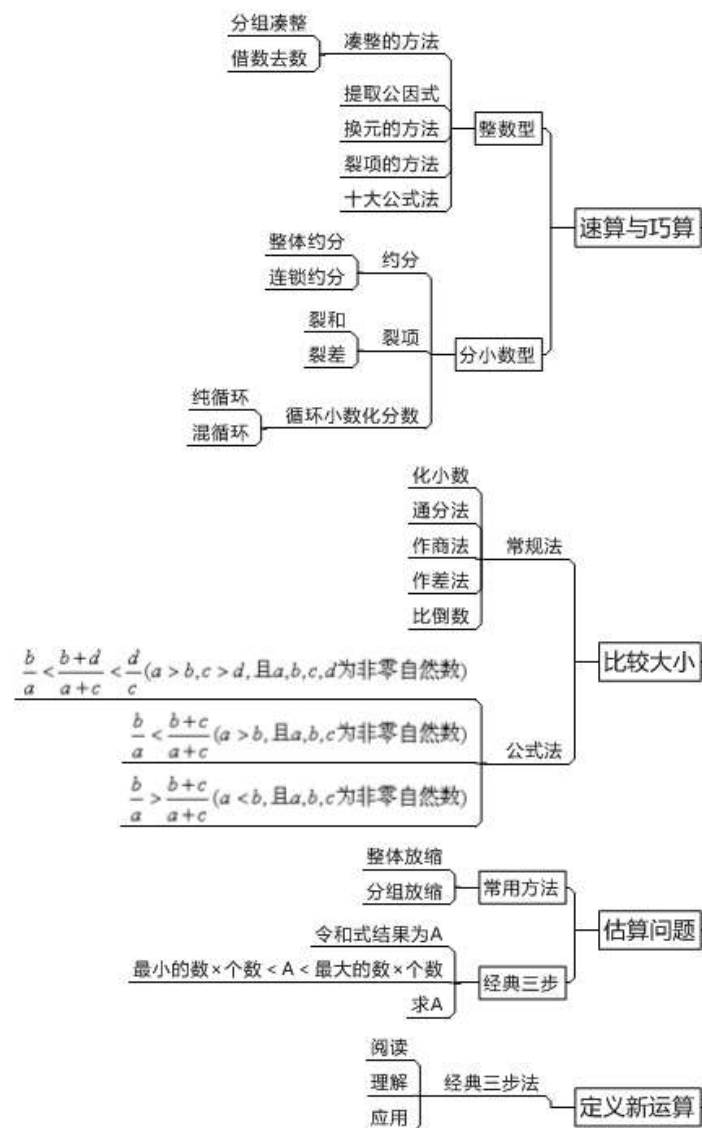 分组凑整
借数去数
凑整的方法
提取公因式
换元的方法
裂项的方法
十大公式法
整数型
速算与巧算
整体约分
连锁约分
约分
裂和
裂差
裂项
分小数型
纯循环
混循环
循环小数化分数
化小数
通分法
作商法
作差法
比倒数
常规法
比较大小
b/a < (b+d)/(a+c) < d/c (a > b, c > d, 且a,b,c,d为非零自然数)
b/a < (b+c)/(a+c) (a > b, 且a,b,c为非零自然数)
b/a > (b+c)/(a+c) (a < b, 且a,b,c为非零自然数)
公式法
整体放缩
分组放缩
常用方法
估算问题
令和式结果为A
最小的数×个数 < A < 最大的数×个数
求A
经典三步
阅读
理解
应用
经典三步法
定义新运算